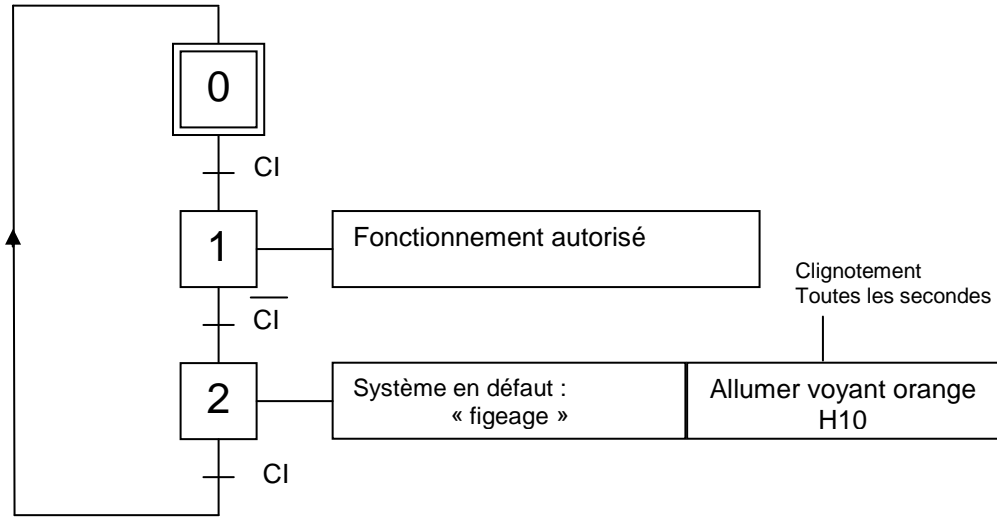 0
CI
1
Fonctionnement autorisé
Clignotement
Toutes les secondes
C̅I̅
2
Système en défaut :
« figeage »
Allumer voyant orange
H10
CI